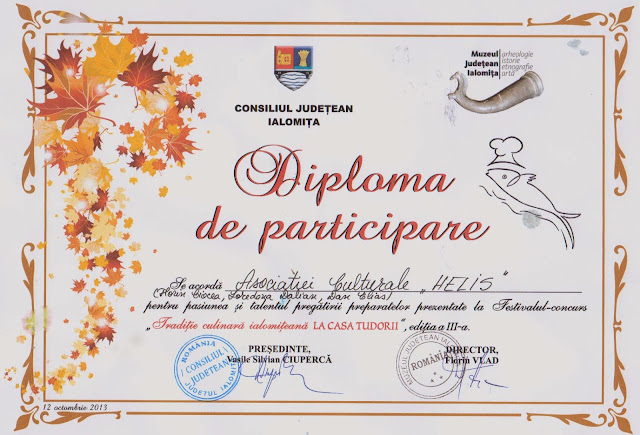 CONSILIUL JUDEȚEAN
IALOMIȚA
Muzeul
Județean
Ialomița
arheologie
istorie
etnografie
artă
Diploma
de participare
Se acordă Asociației Culturale „HELIS"
(Florin Ciocea, Loredana Dalian, Dan Elias)
pentru pasiunea și talentul pregătirii preparatelor prezentate la Festivalul-concurs
„Tradiție culinară ialomițeană LA CASA TUDORII", ediția a III-a.
PREȘEDINTE,
Vasile Silvian CIUPERCĂ
DIRECTOR,
Florin VLAD
ROMÂNIA
CONSILIUL
JUDEȚEAN
JUDEȚUL IALOMIȚA
MUZEUL JUDEȚEAN IALOMIȚA
ROMÂNIA
12 octombrie 2013